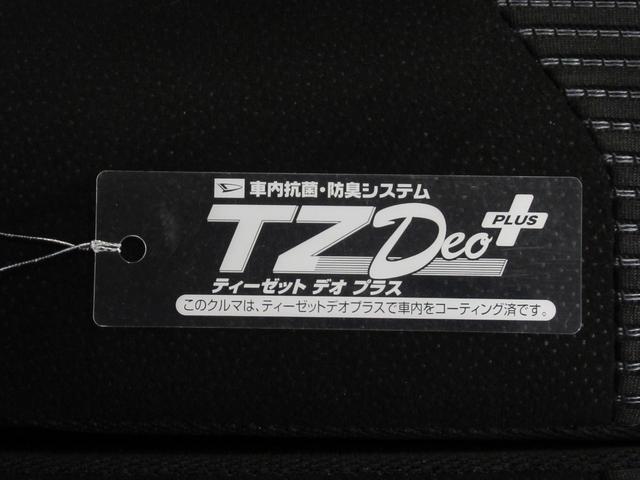 車内抗菌・防臭システム
TZ Deo PLUS
ティーゼット デオ プラス
このクルマは、ティーゼットデオプラスで車内をコーティング済です。